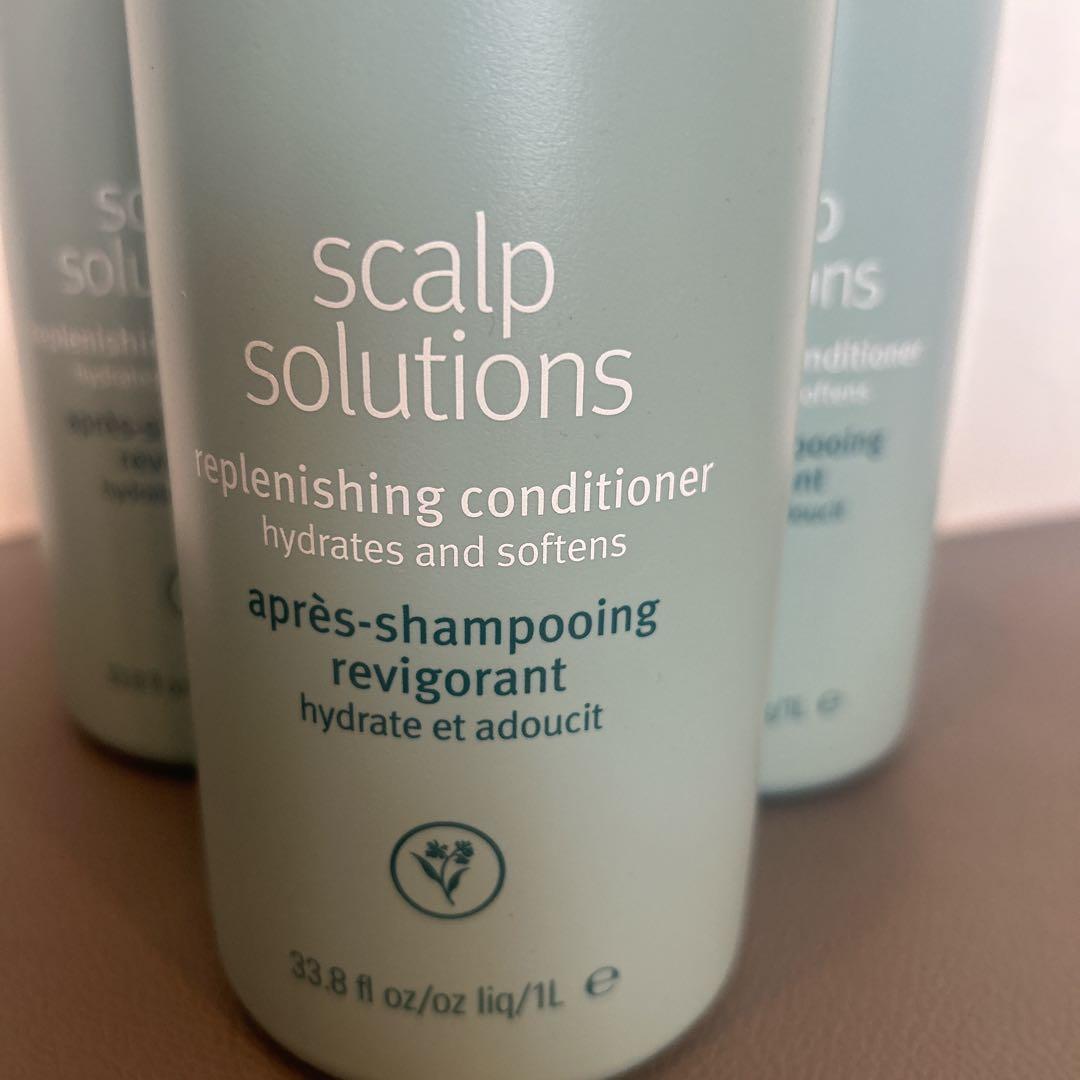 scalp
solutions
replenishing conditioner
hydrates and softens
après-shampooing
revigorant
hydrate et adoucit
33.8 fl oz/oz liq/1L ℮